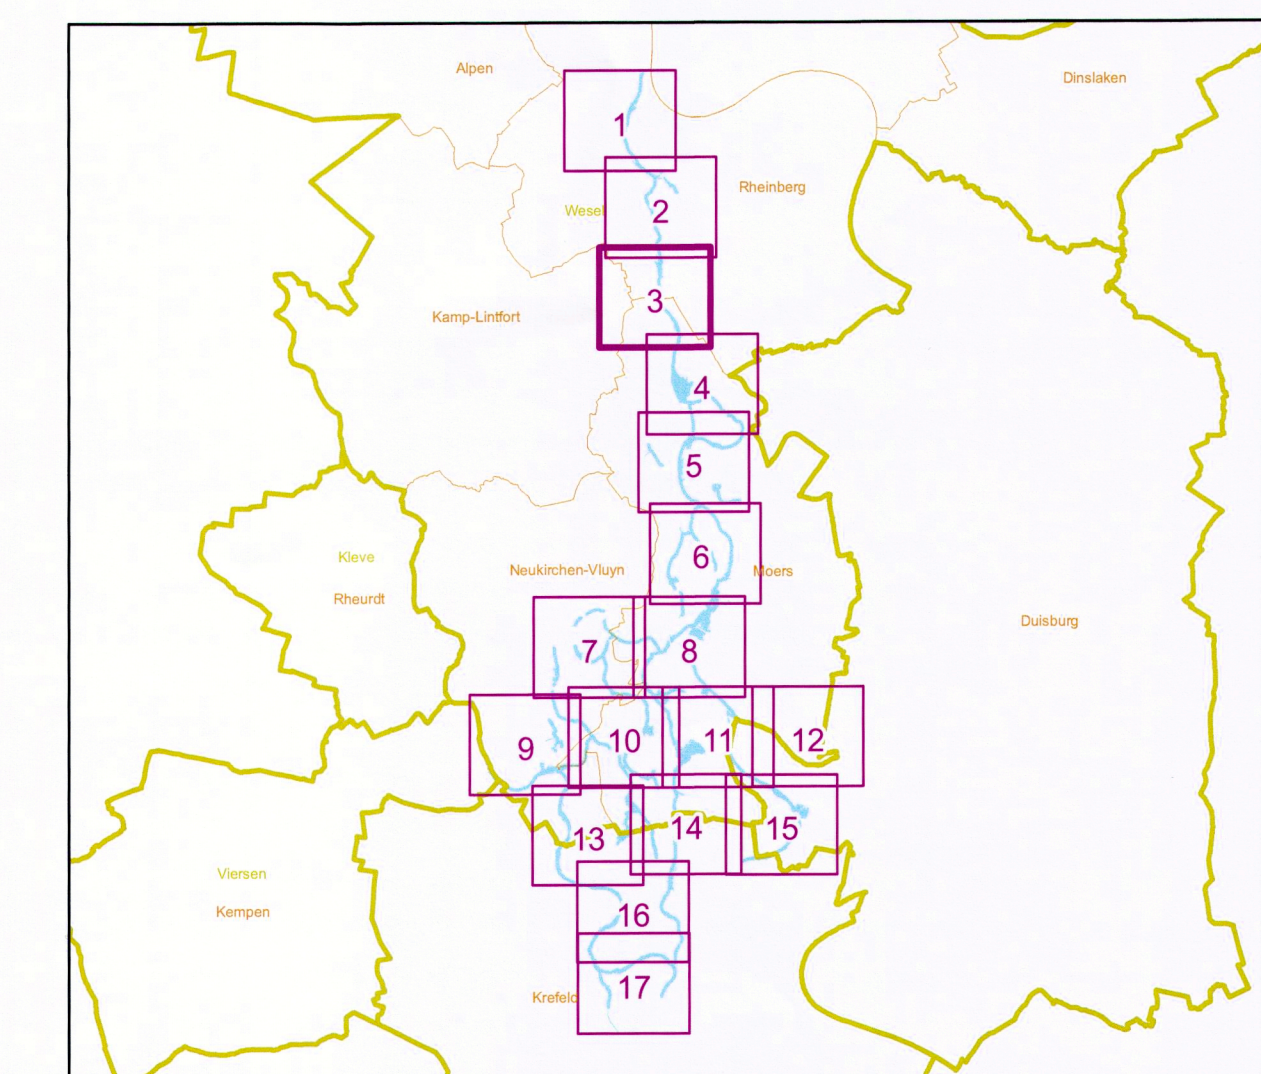 Alpen
Dinslaken
1
Rheinberg
Wesel
2
3
Kamp-Lintfort
4
5
Kleve
6
Neukirchen-Vluyn
Moers
Rheurdt
Duisburg
7
8
9
10
11
12
13
14
15
Viersen
Kempen
16
17
Krefeld